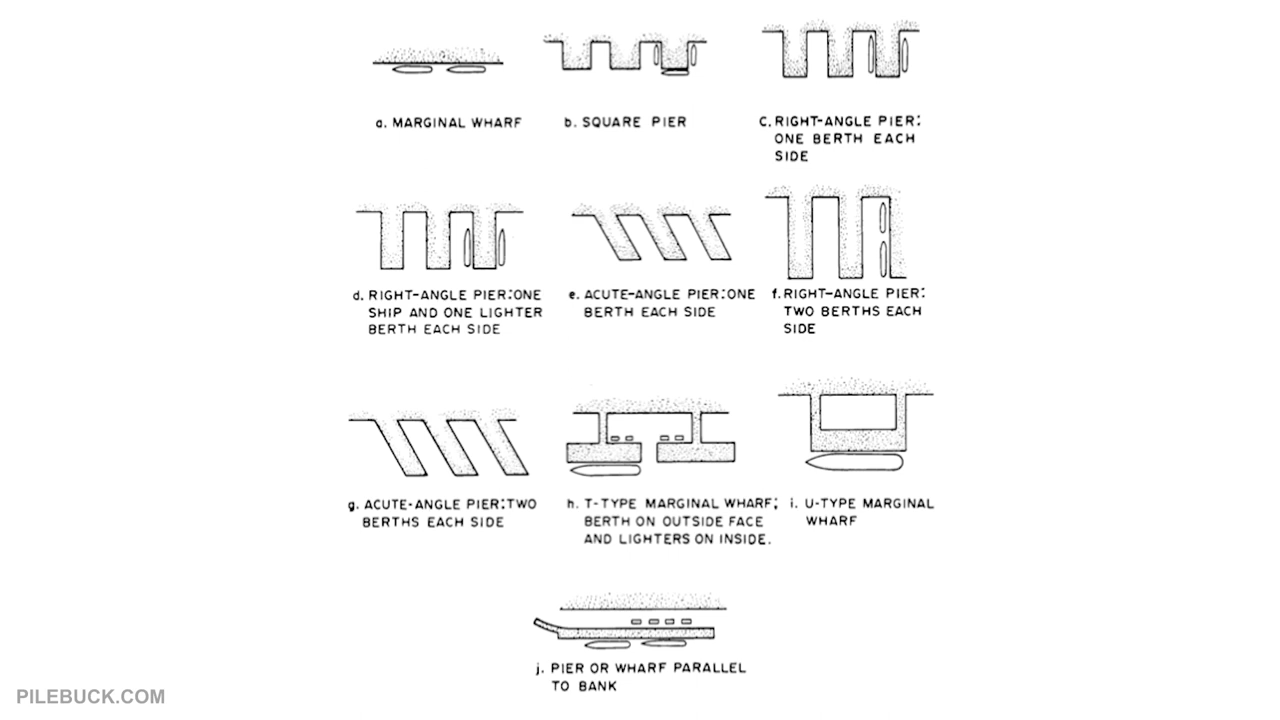 a. MARGINAL WHARF
b. SQUARE PIER
C. RIGHT-ANGLE PIER:
ONE BERTH EACH
SIDE
d. RIGHT-ANGLE PIER:ONE
SHIP AND ONE LIGHTER
BERTH EACH SIDE
e. ACUTE-ANGLE PIER:ONE
BERTH EACH SIDE
f. RIGHT-ANGLE PIER:
TWO BERTHS EACH
SIDE
g. ACUTE-ANGLE PIER:TWO
BERTHS EACH SIDE
h. T-TYPE MARGINAL WHARF;
BERTH ON OUTSIDE FACE
AND LIGHTERS ON INSIDE.
i. U-TYPE MARGINAL
WHARF
j. PIER OR WHARF PARALLEL
TO BANK
PILEBUCK.COM